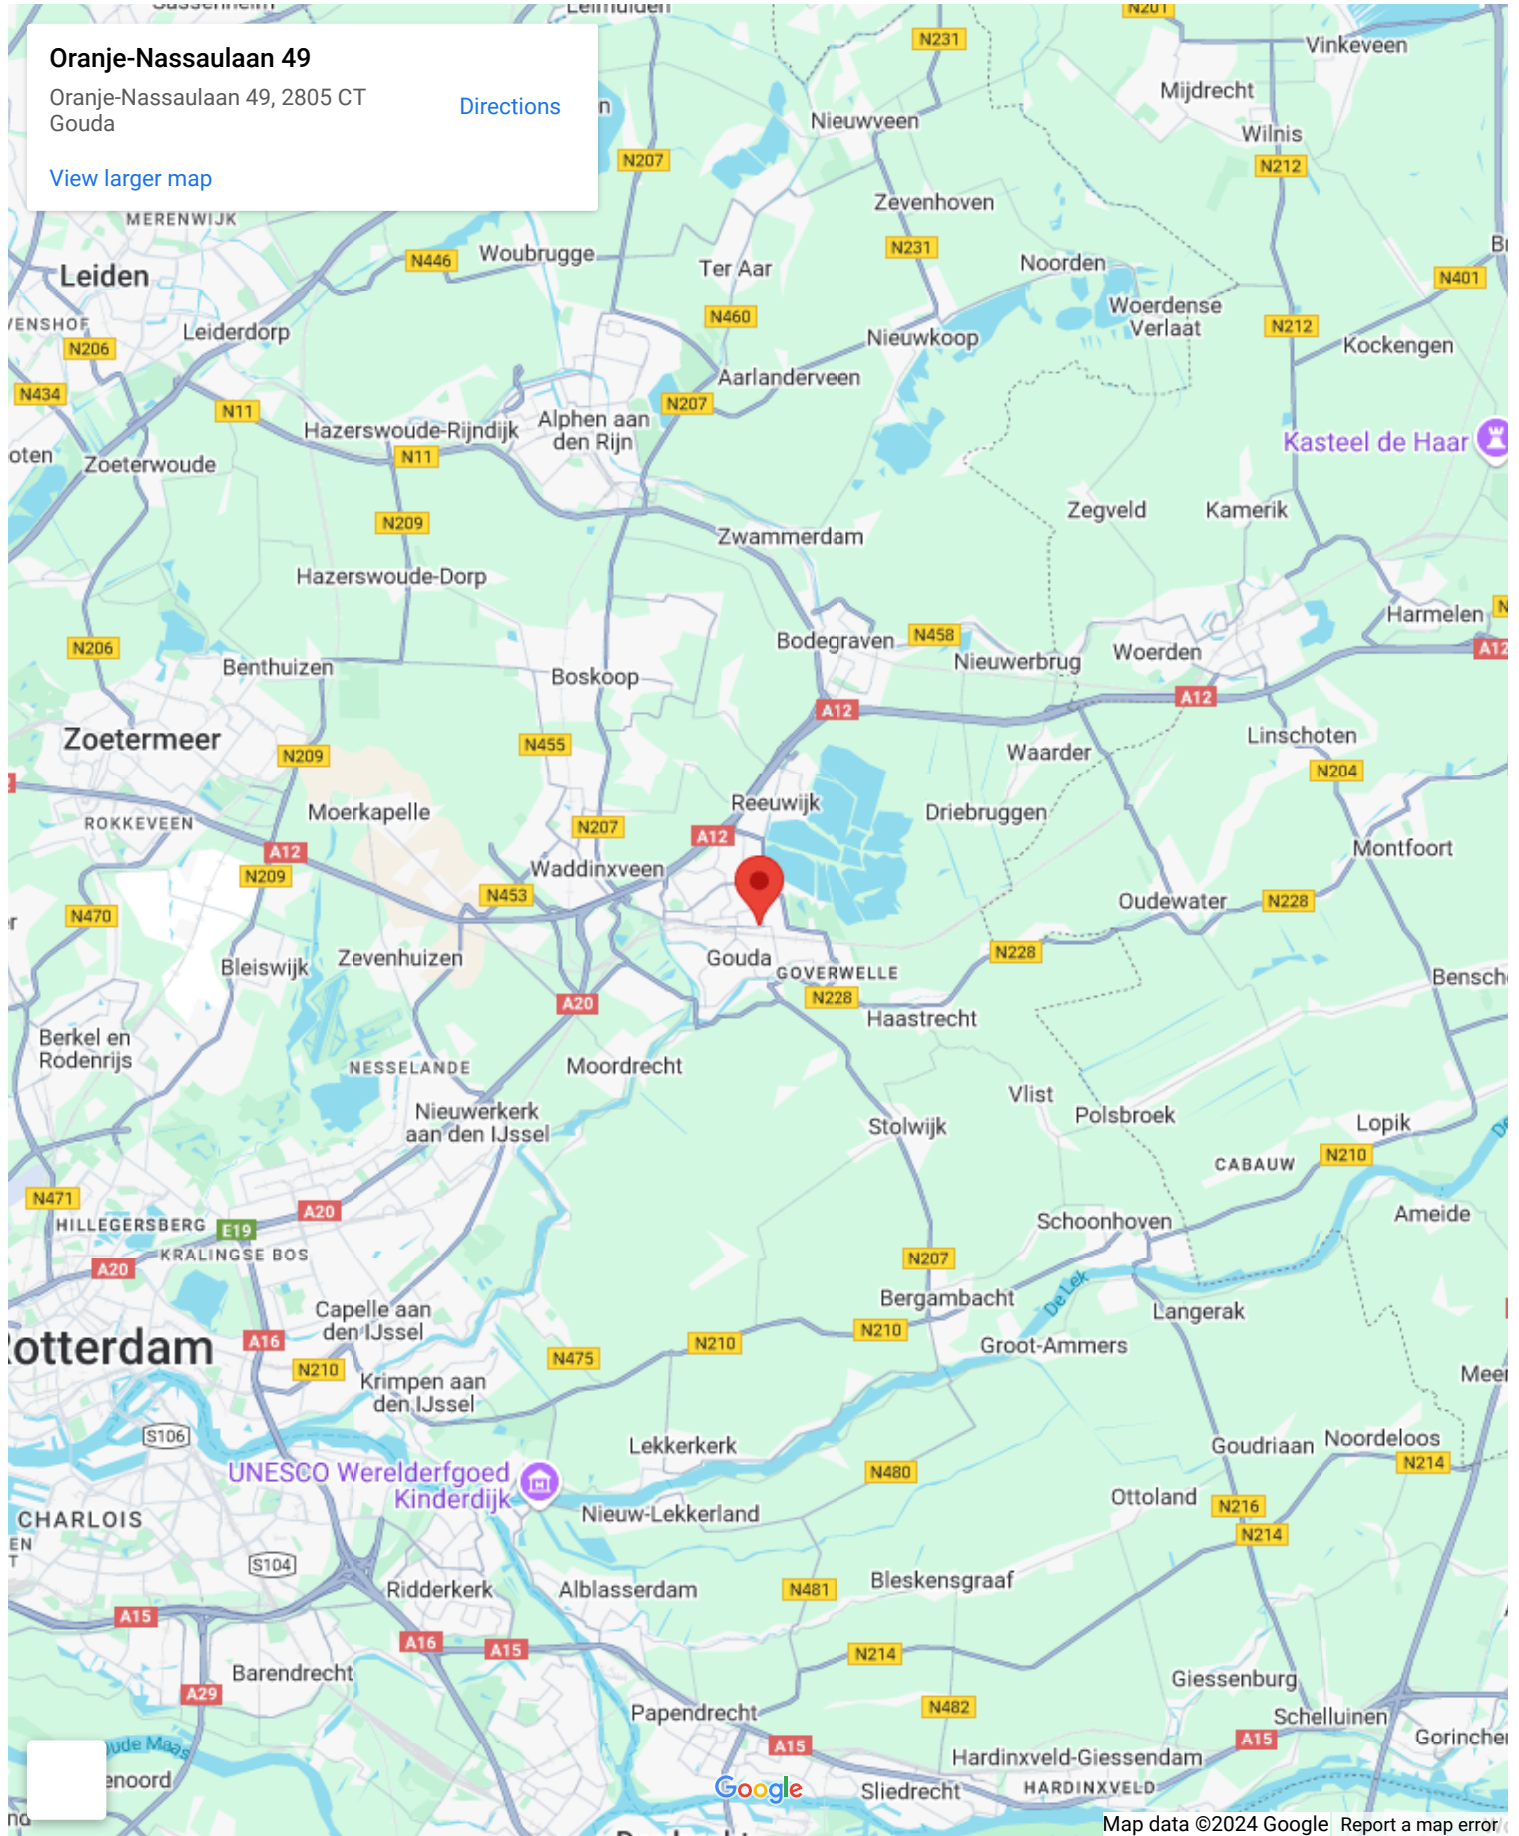 Oranje-Nassaulaan 49
Oranje-Nassaulaan 49, 2805 CT
Gouda
Directions
View larger map
N201
N231
Vinkeveen
Mijdrecht
Nieuwveen
Wilnis
N207
N212
Zevenhoven
MERENWIJK
N231
N446
Woubrugge
Ter Aar
Noorden
Leiden
N401
Woerdense
Verlaat
N460
Leiderdorp
N206
N212
Nieuwkoop
Kockengen
Aarlanderveen
N434
N207
N11
Alphen aan
den Rijn
Hazerswoude-Rijndijk
Kasteel de Haar
N11
Zoeterwoude
Zegveld
Kamerik
N209
Zwammerdam
Hazerswoude-Dorp
Harmelen
N206
Bodegraven
N458
Woerden
A12
Nieuwerbrug
Benthuizen
Boskoop
A12
A12
Zoetermeer
N455
Linschoten
N209
Waarder
N204
Reeuwijk
Moerkapelle
Driebruggen
ROKKEVEEN
N207
A12
A12
Montfoort
N209
Waddinxveen
N453
Oudewater
N228
N470
Gouda
N228
Zevenhuizen
Bleiswijk
GOVERWELLE
N228
A20
Haastrecht
Berkel en
Rodenrijs
NESSELANDE
Moordrecht
Vlist
Nieuwerkerk
aan den IJssel
Polsbroek
Stolwijk
Lopik
N210
CABAUW
N471
A20
Ameide
HILLEGERSBERG
E19
Schoonhoven
KRALINGSE BOS
N207
A20
De Lek
Bergambacht
Capelle aan
den IJssel
Langerak
N210
A16
N210
Groot-Ammers
Rotterdam
N210
N475
Krimpen aan
den IJssel
S106
Lekkerkerk
Goudriaan
Noordeloos
N214
UNESCO Werelderfgoed
Kinderdijk
N480
Ottoland
N216
Nieuw-Lekkerland
CHARLOIS
N214
S104
Bleskensgraaf
Ridderkerk
Alblasserdam
N481
A15
A16
A15
N214
Barendrecht
Giessenburg
A29
N482
Papendrecht
Schelluinen
A15
A15
Hardinxveld-Giessendam
HARDINXVELD
Google
Sliedrecht
Map data ©2024 Google
Report a map error